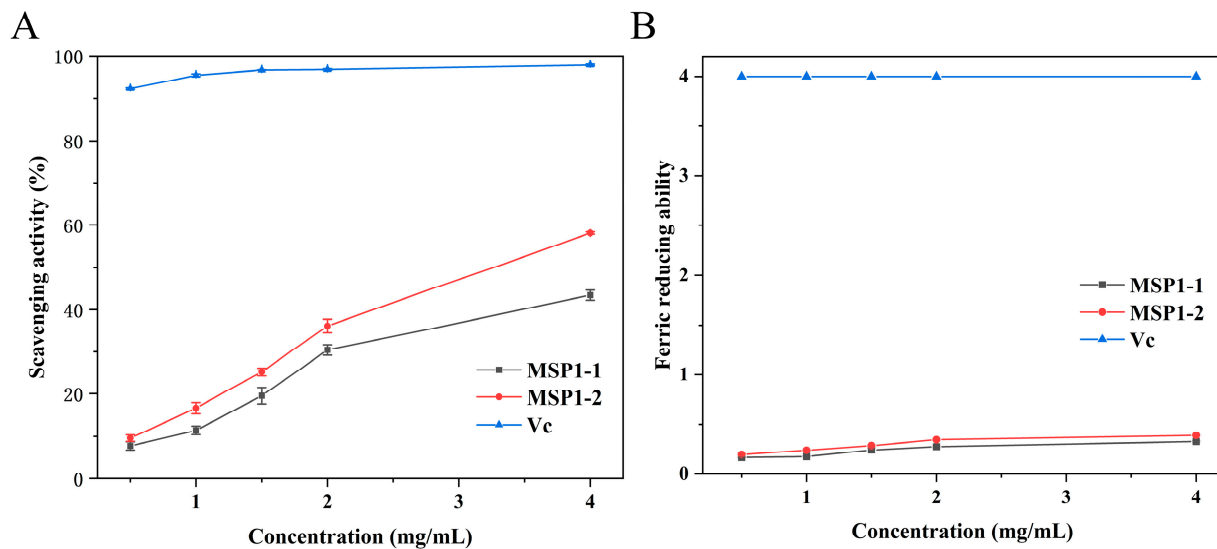 A
Scavenging activity (%)
100
80
60
40
20
0
MSP1-1
MSP1-2
Vc
1
2
3
4
Concentration (mg/mL)
B
Ferric reducing ability
4
3
2
1
0
MSP1-1
MSP1-2
Vc
1
2
3
4
Concentration (mg/mL)